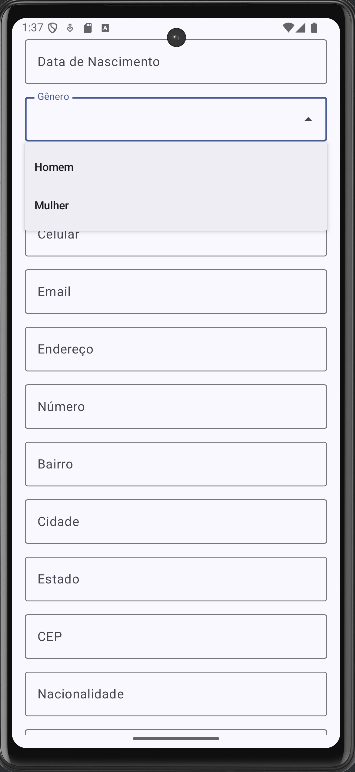 1:37
Data de Nascimento
Gênero
Homem
Mulher
Celular
Email
Endereço
Número
Bairro
Cidade
Estado
CEP
Nacionalidade